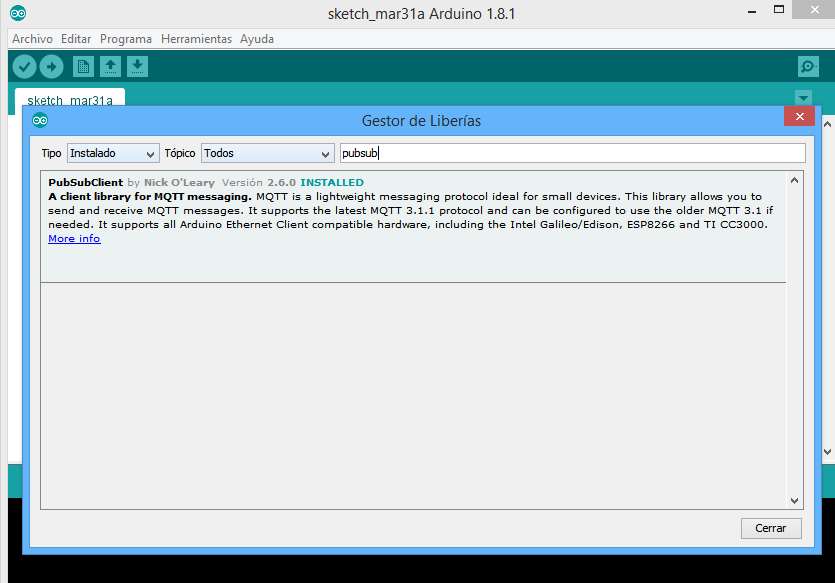 sketch_mar31a Arduino 1.8.1
Archivo Editar Programa Herramientas Ayuda
sketch_mar31a
Gestor de Liberías
Tipo Instalado Tópico Todos pubsub
PubSubClient by Nick O'Leary Versión 2.6.0 INSTALLED
A client library for MQTT messaging. MQTT is a lightweight messaging protocol ideal for small devices. This library allows you to
send and receive MQTT messages. It supports the latest MQTT 3.1.1 protocol and can be configured to use the older MQTT 3.1 if
needed. It supports all Arduino Ethernet Client compatible hardware, including the Intel Galileo/Edison, ESP8266 and TI CC3000.
More info
Cerrar